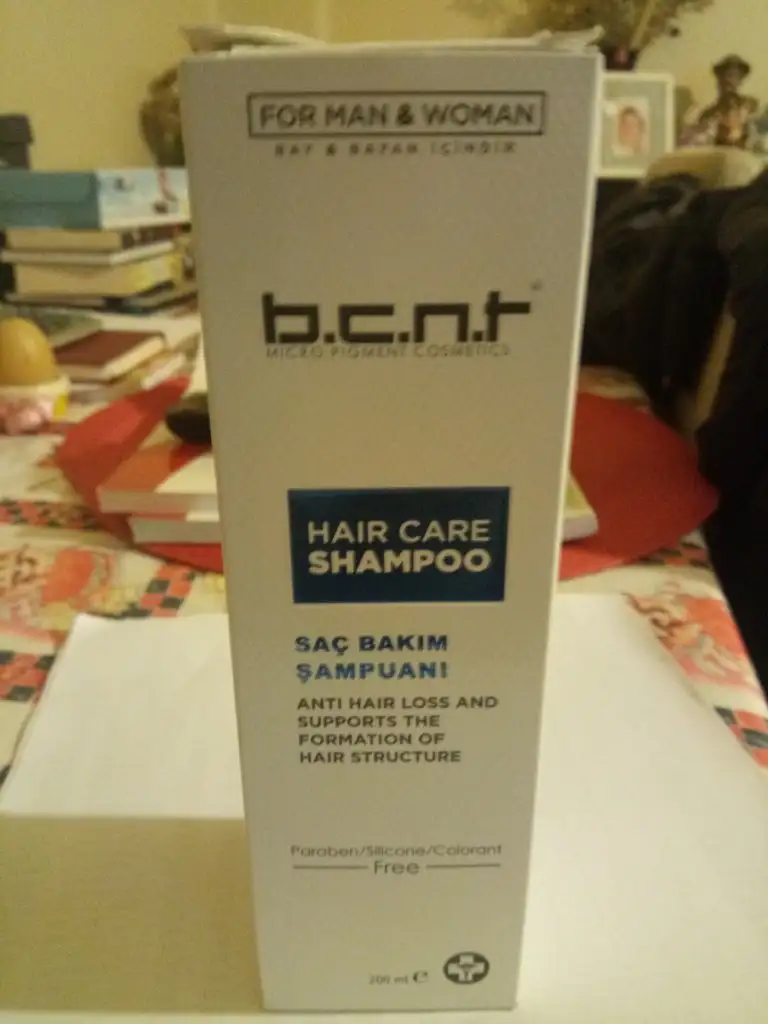 FOR MAN & WOMAN
BAY & BAYAN İÇİNDİR
b.c.n.t
MICRO PIGMENT COSMETICS
HAIR CARE
SHAMPOO
SAÇ BAKIM
ŞAMPUANI
ANTI HAIR LOSS AND
SUPPORTS THE
FORMATION OF
HAIR STRUCTURE
Paraben/Silicone/Colorant
Free
200 ml ℮